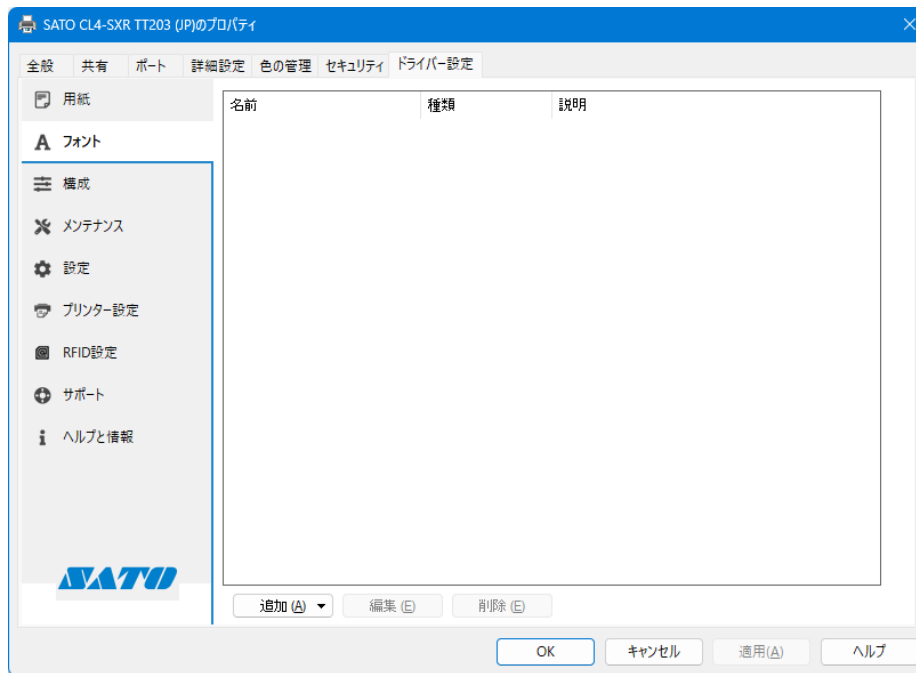 SATO CL4-SXR TT203 (JP)のプロパティ
全般 共有 ポート 詳細設定 色の管理 セキュリティ ドライバー設定
用紙
名前 種類 説明
フォント
構成
メンテナンス
設定
プリンター設定
RFID設定
サポート
ヘルプと情報
SATO
追加(A) 編集(E) 削除(E)
OK キャンセル 適用(A) ヘルプ